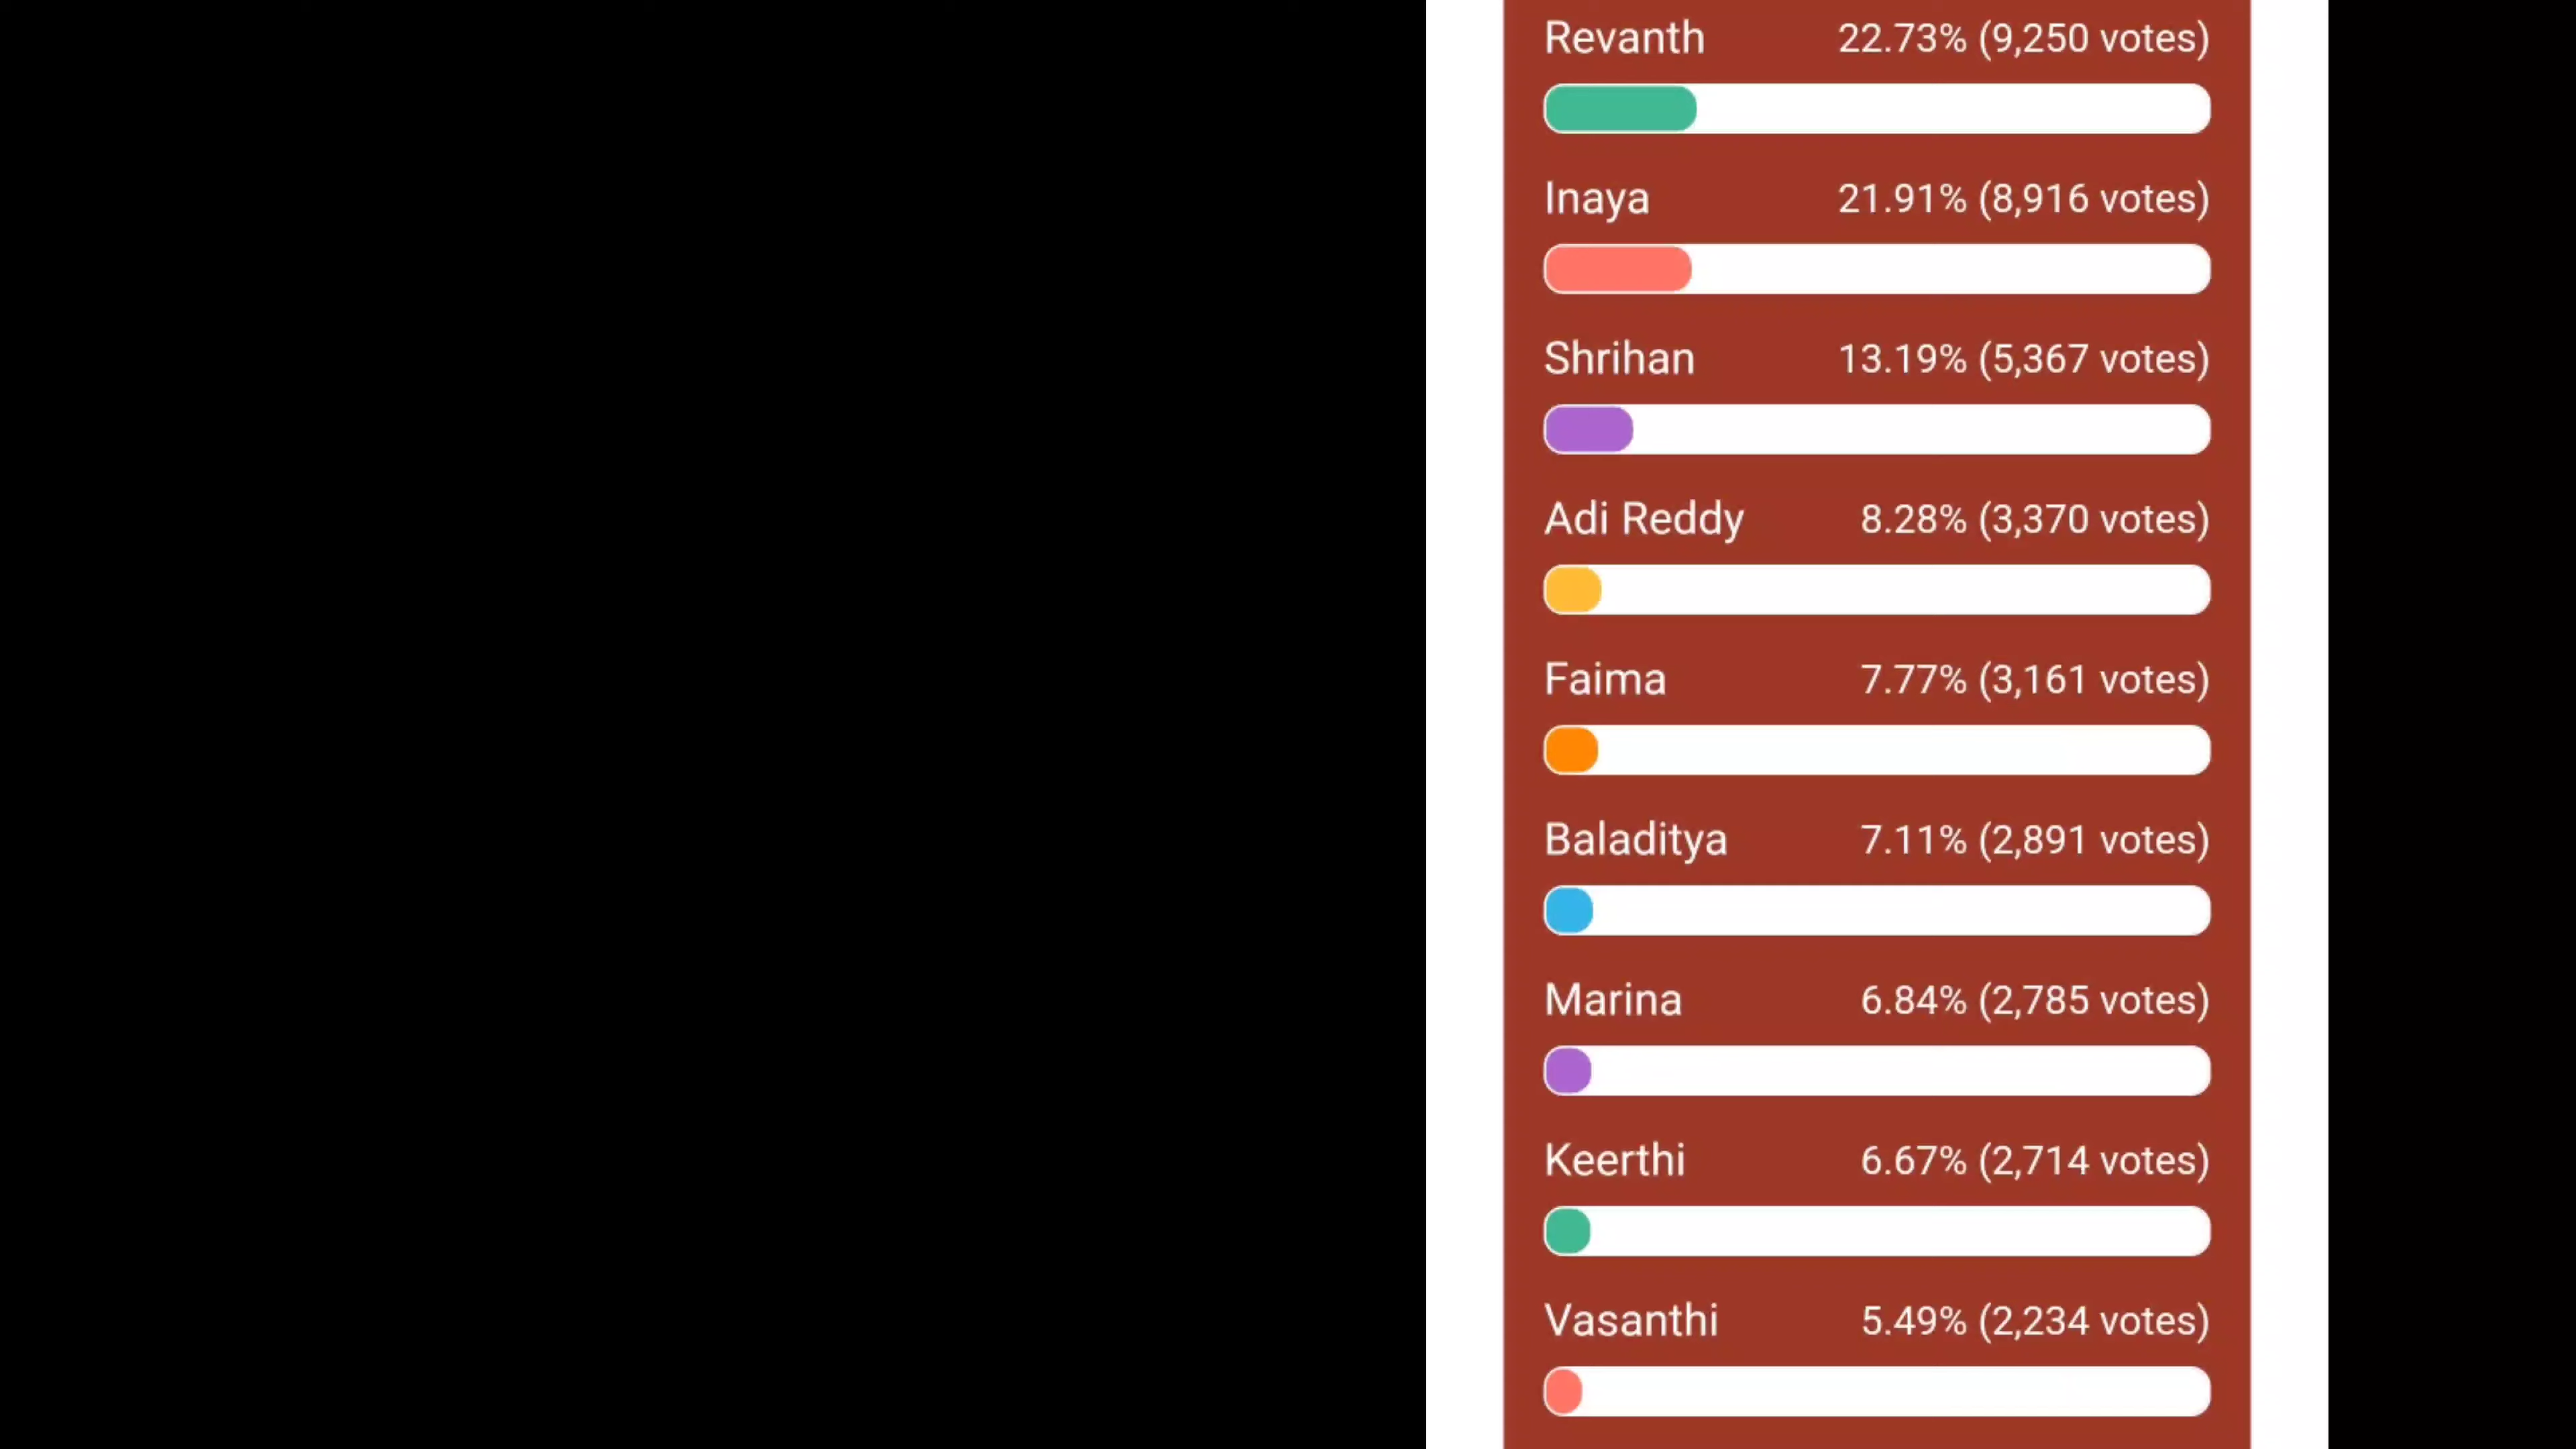 Revanth 22.73% (9,250 votes)
Inaya 21.91% (8,916 votes)
Shrihan 13.19% (5,367 votes)
Adi Reddy 8.28% (3,370 votes)
Faima 7.77% (3,161 votes)
Baladitya 7.11% (2,891 votes)
Marina 6.84% (2,785 votes)
Keerthi 6.67% (2,714 votes)
Vasanthi 5.49% (2,234 votes)